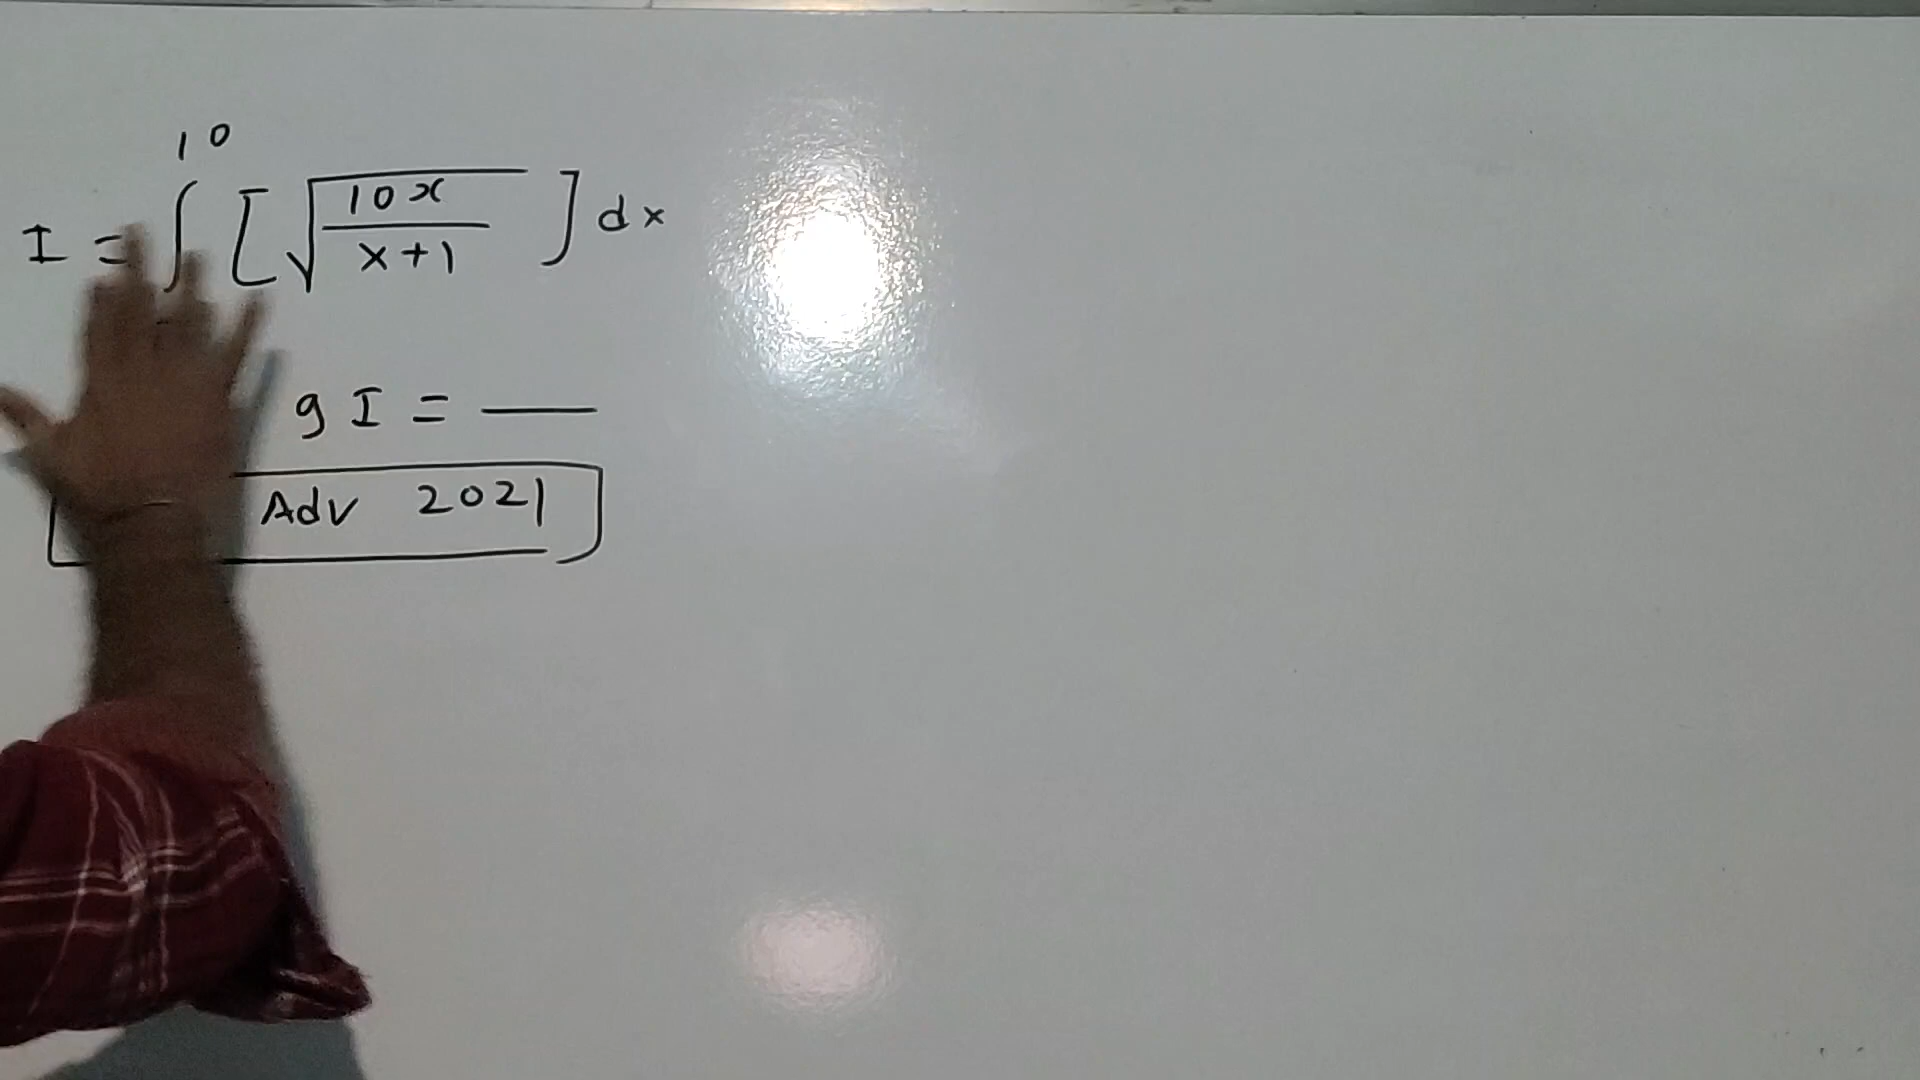 10
I = ∫ [√(10x/(x+1))] dx
9I = ___
Adv 2021